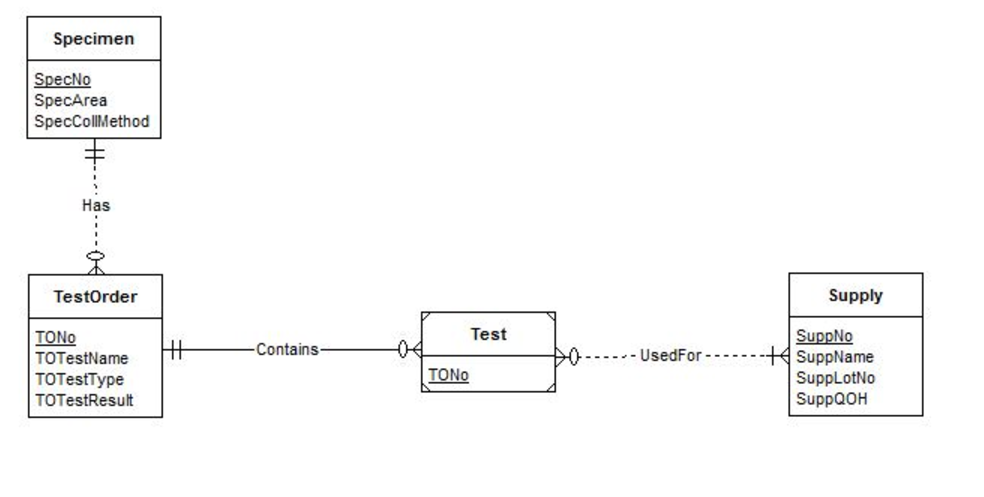 Specimen
SpecNo
SpecArea
SpecCollMethod
Has
TestOrder
TONo
TOTestName
TOTestType
TOTestResult
Contains
Test
TONo
UsedFor
Supply
SuppNo
SuppName
SuppLotNo
SuppQOH